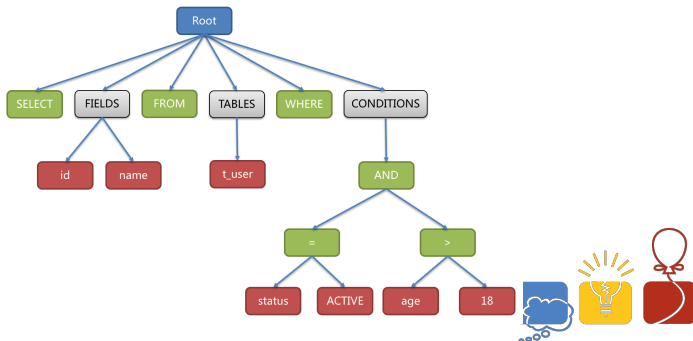 Root
SELECT FIELDS FROM TABLES WHERE CONDITIONS
id name t_user AND
= >
status ACTIVE age 18